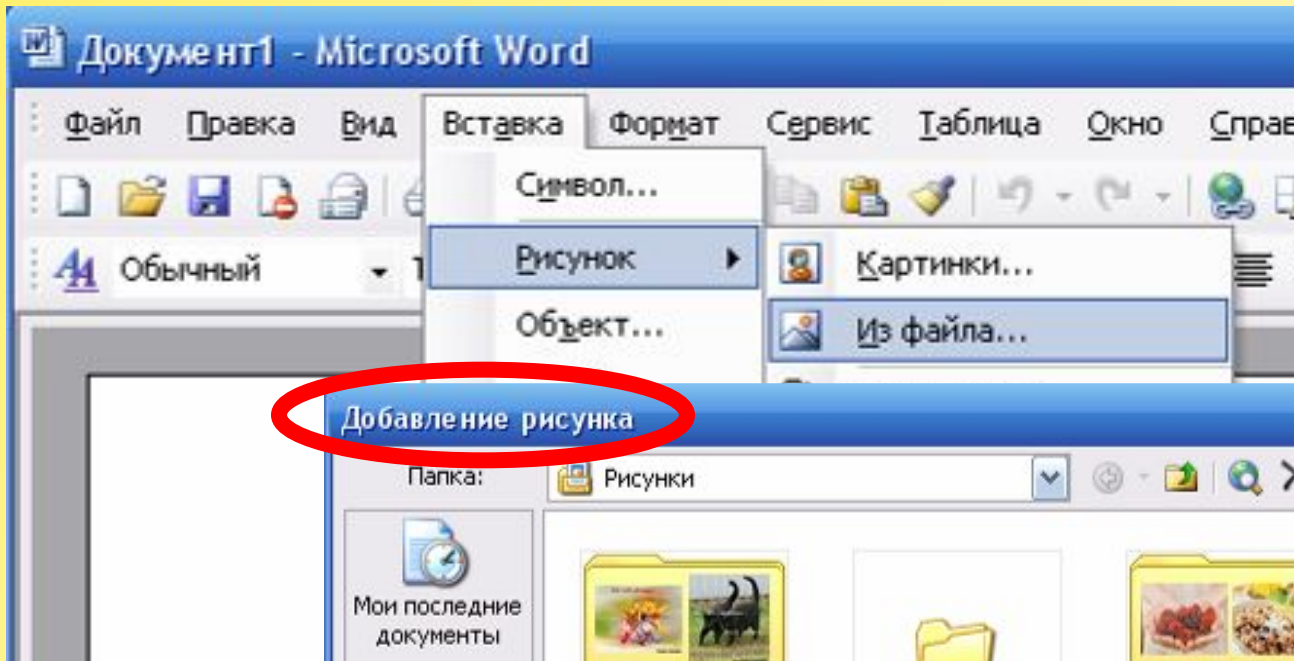 Документ1 - Microsoft Word
Файл Правка Вид Вставка Формат Сервис Таблица Окно Справ
Символ...
Обычный
Рисунок
Картинки...
Объект...
Из файла...
Добавление рисунка
Папка: Рисунки
Мои последние
документы